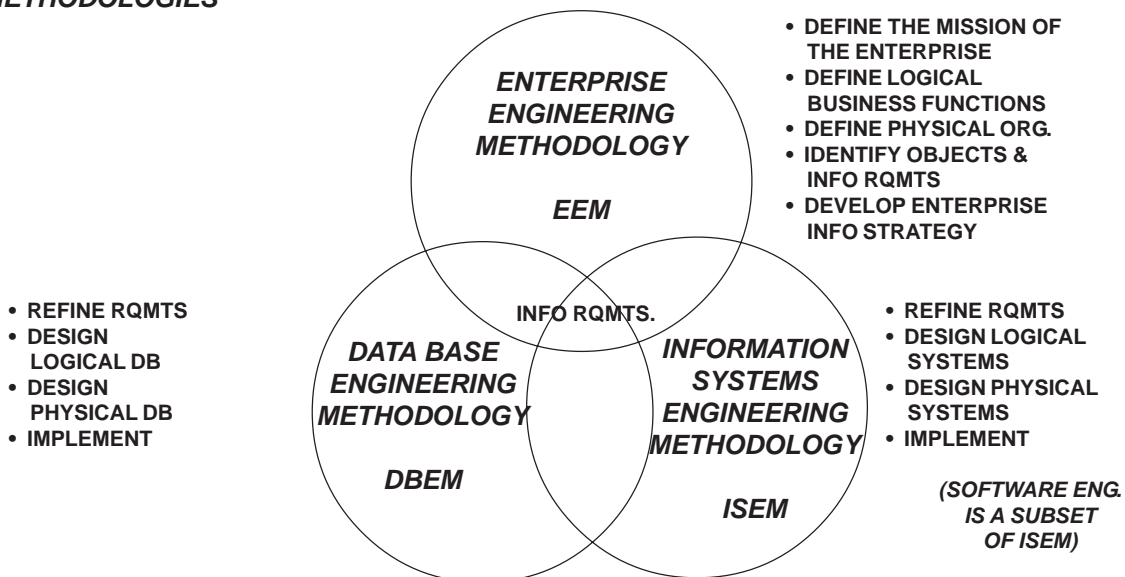 • DEFINE THE MISSION OF
THE ENTERPRISE
• DEFINE LOGICAL
BUSINESS FUNCTIONS
• DEFINE PHYSICAL ORG.
• IDENTIFY OBJECTS &
INFO RQMTS
• DEVELOP ENTERPRISE
INFO STRATEGY
ENTERPRISE
ENGINEERING
METHODOLOGY
EEM
INFO RQMTS.
• REFINE RQMTS
• DESIGN
LOGICAL DB
• DESIGN
PHYSICAL DB
• IMPLEMENT
DATA BASE
ENGINEERING
METHODOLOGY
DBEM
INFORMATION
SYSTEMS
ENGINEERING
METHODOLOGY
ISEM
• REFINE RQMTS
• DESIGN LOGICAL
SYSTEMS
• DESIGN PHYSICAL
SYSTEMS
• IMPLEMENT
(SOFTWARE ENG.
IS A SUBSET
OF ISEM)